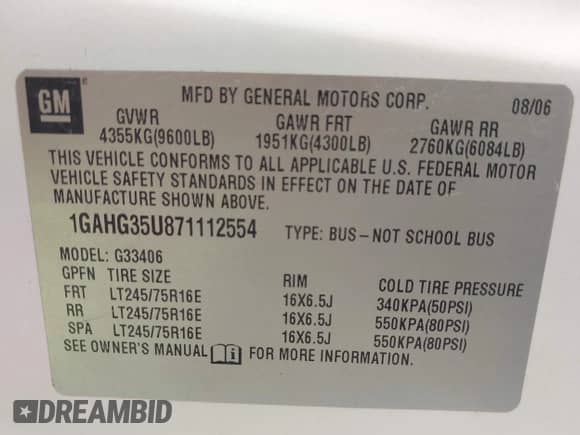 GM ®
MFD BY GENERAL MOTORS CORP. 08/06
GVWR GAWR FRT GAWR RR
4355KG(9600LB) 1951KG(4300LB) 2760KG(6084LB)
THIS VEHICLE CONFORMS TO ALL APPLICABLE U.S. FEDERAL MOTOR
VEHICLE SAFETY STANDARDS IN EFFECT ON THE DATE OF
MANUFACTURE SHOWN ABOVE.
1GAHG35U871112554 TYPE: BUS-NOT SCHOOL BUS
MODEL: G33406
GPFN TIRE SIZE RIM COLD TIRE PRESSURE
FRT LT245/75R16E 16X6.5J 340KPA(50PSI)
RR LT245/75R16E 16X6.5J 550KPA(80PSI)
SPA LT245/75R16E 16X6.5J 550KPA(80PSI)
SEE OWNER'S MANUAL FOR MORE INFORMATION.
DREAMBID